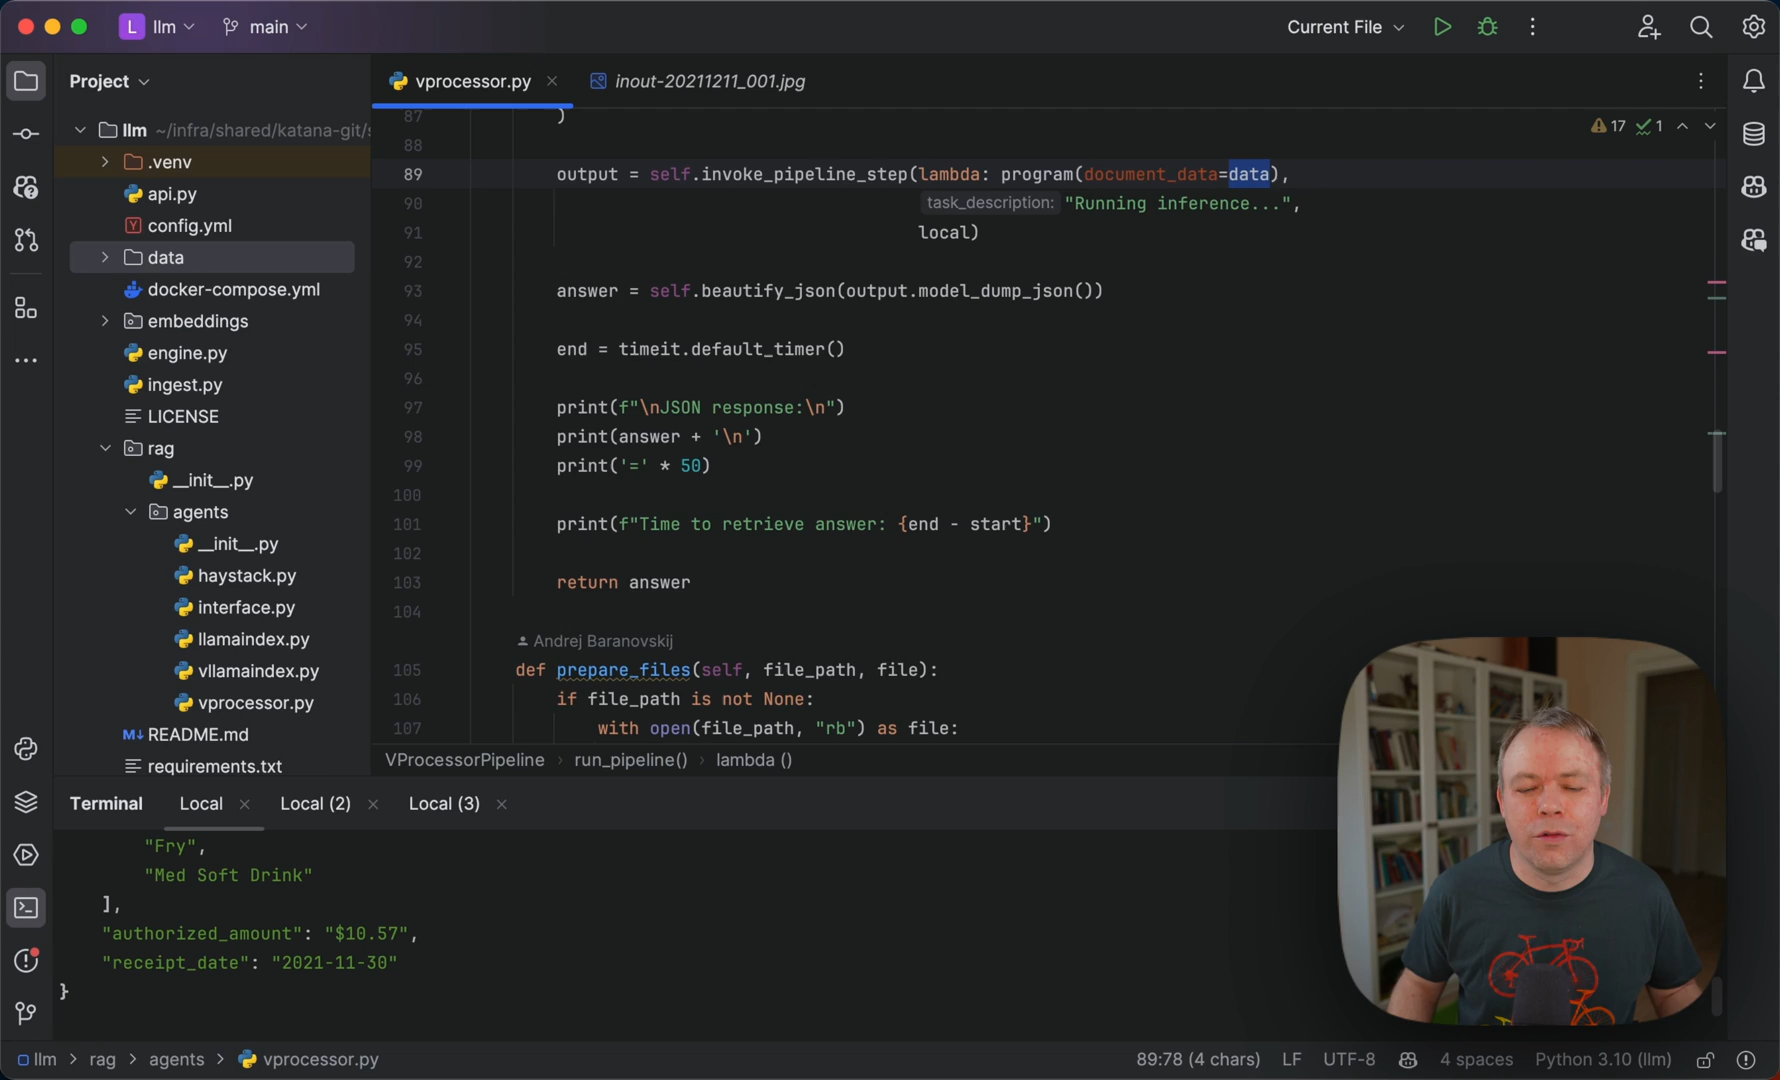 L llm main Current File
Project
vprocessor.py
inout-20211211_001.jpg
llm ~/infra/shared/katana-git/s
.venv
api.py
config.yml
data
docker-compose.yml
embeddings
engine.py
ingest.py
LICENSE
rag
__init__.py
agents
__init__.py
haystack.py
interface.py
llamaindex.py
vllamaindex.py
vprocessor.py
M↓ README.md
requirements.txt
17 1
87 )
88
89 output = self.invoke_pipeline_step(lambda: program(document_data=data),
90 task_description: "Running inference...",
91 local)
92
93 answer = self.beautify_json(output.model_dump_json())
94
95 end = timeit.default_timer()
96
97 print(f"\nJSON response:\n")
98 print(answer + '\n')
99 print('=' * 50)
100
101 print(f"Time to retrieve answer: {end - start}")
102
103 return answer
104
Andrej Baranovskij
105 def prepare_files(self, file_path, file):
106 if file_path is not None:
107 with open(file_path, "rb") as file:
VProcessorPipeline › run_pipeline() › lambda ()
Terminal Local Local (2) Local (3)
"Fry",
"Med Soft Drink"
],
"authorized_amount": "$10.57",
"receipt_date": "2021-11-30"
}
llm > rag > agents > vprocessor.py
89:78 (4 chars) LF UTF-8 4 spaces Python 3.10 (llm)